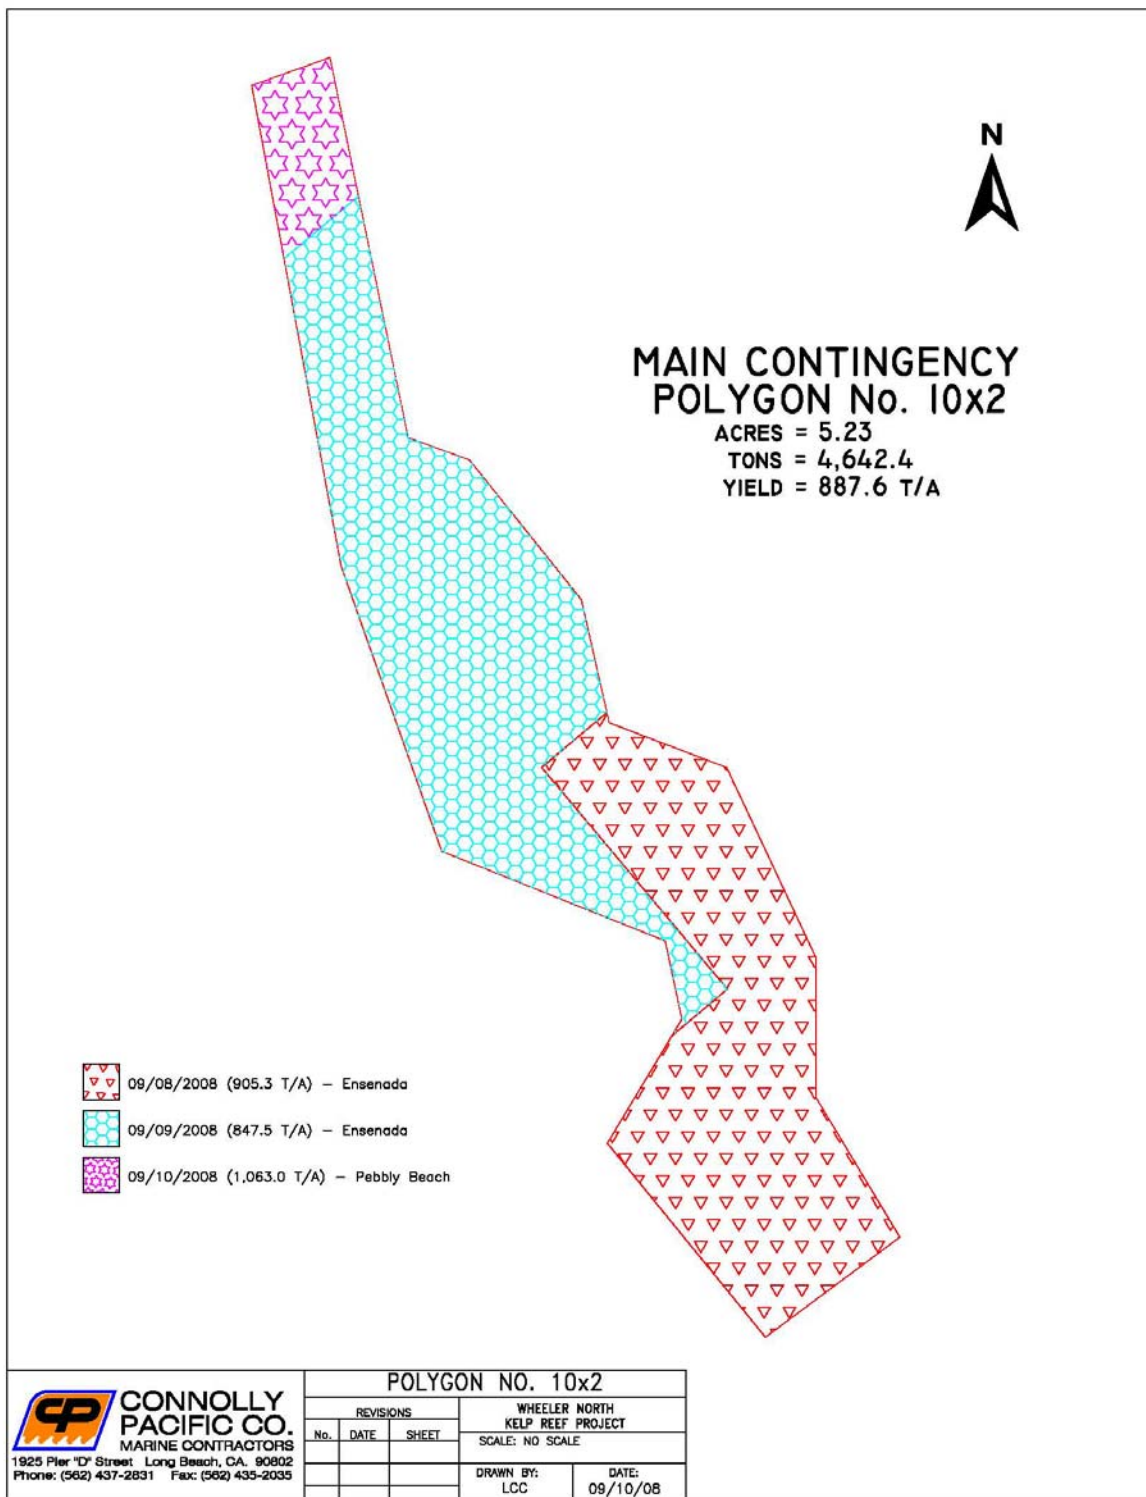 N
MAIN CONTINGENCY
POLYGON No. 10x2
ACRES = 5.23
TONS = 4,642.4
YIELD = 887.6 T/A
09/08/2008 (905.3 T/A) – Ensenada
09/09/2008 (847.5 T/A) – Ensenada
09/10/2008 (1,063.0 T/A) – Pebbly Beach
CP
CONNOLLY
PACIFIC CO.
MARINE CONTRACTORS
1925 Pier "D" Street Long Beach, CA. 90802
Phone: (562) 437-2831 Fax: (562) 435-2035
POLYGON NO. 10x2
REVISIONS
No. DATE SHEET
WHEELER NORTH
KELP REEF PROJECT
SCALE: NO SCALE
DRAWN BY:
LCC
DATE:
09/10/08